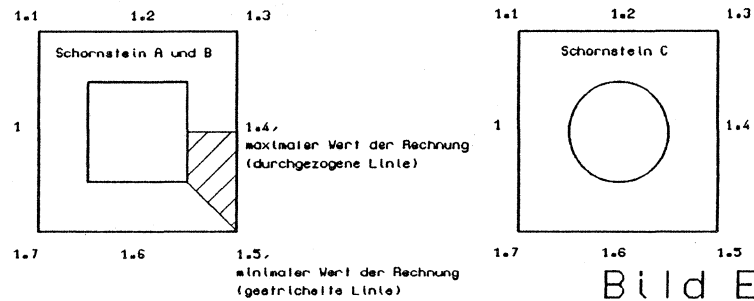 1.1 1.2 1.3
Schornstein A und B
1 1.4,
maximaler Wert der Rechnung
(durchgezogene Linie)
1.7 1.6 1.5,
minimaler Wert der Rechnung
(gestrichelte Linie)
1.1 1.2 1.3
Schornstein C
1 1.4
1.7 1.6 1.5
Bild E